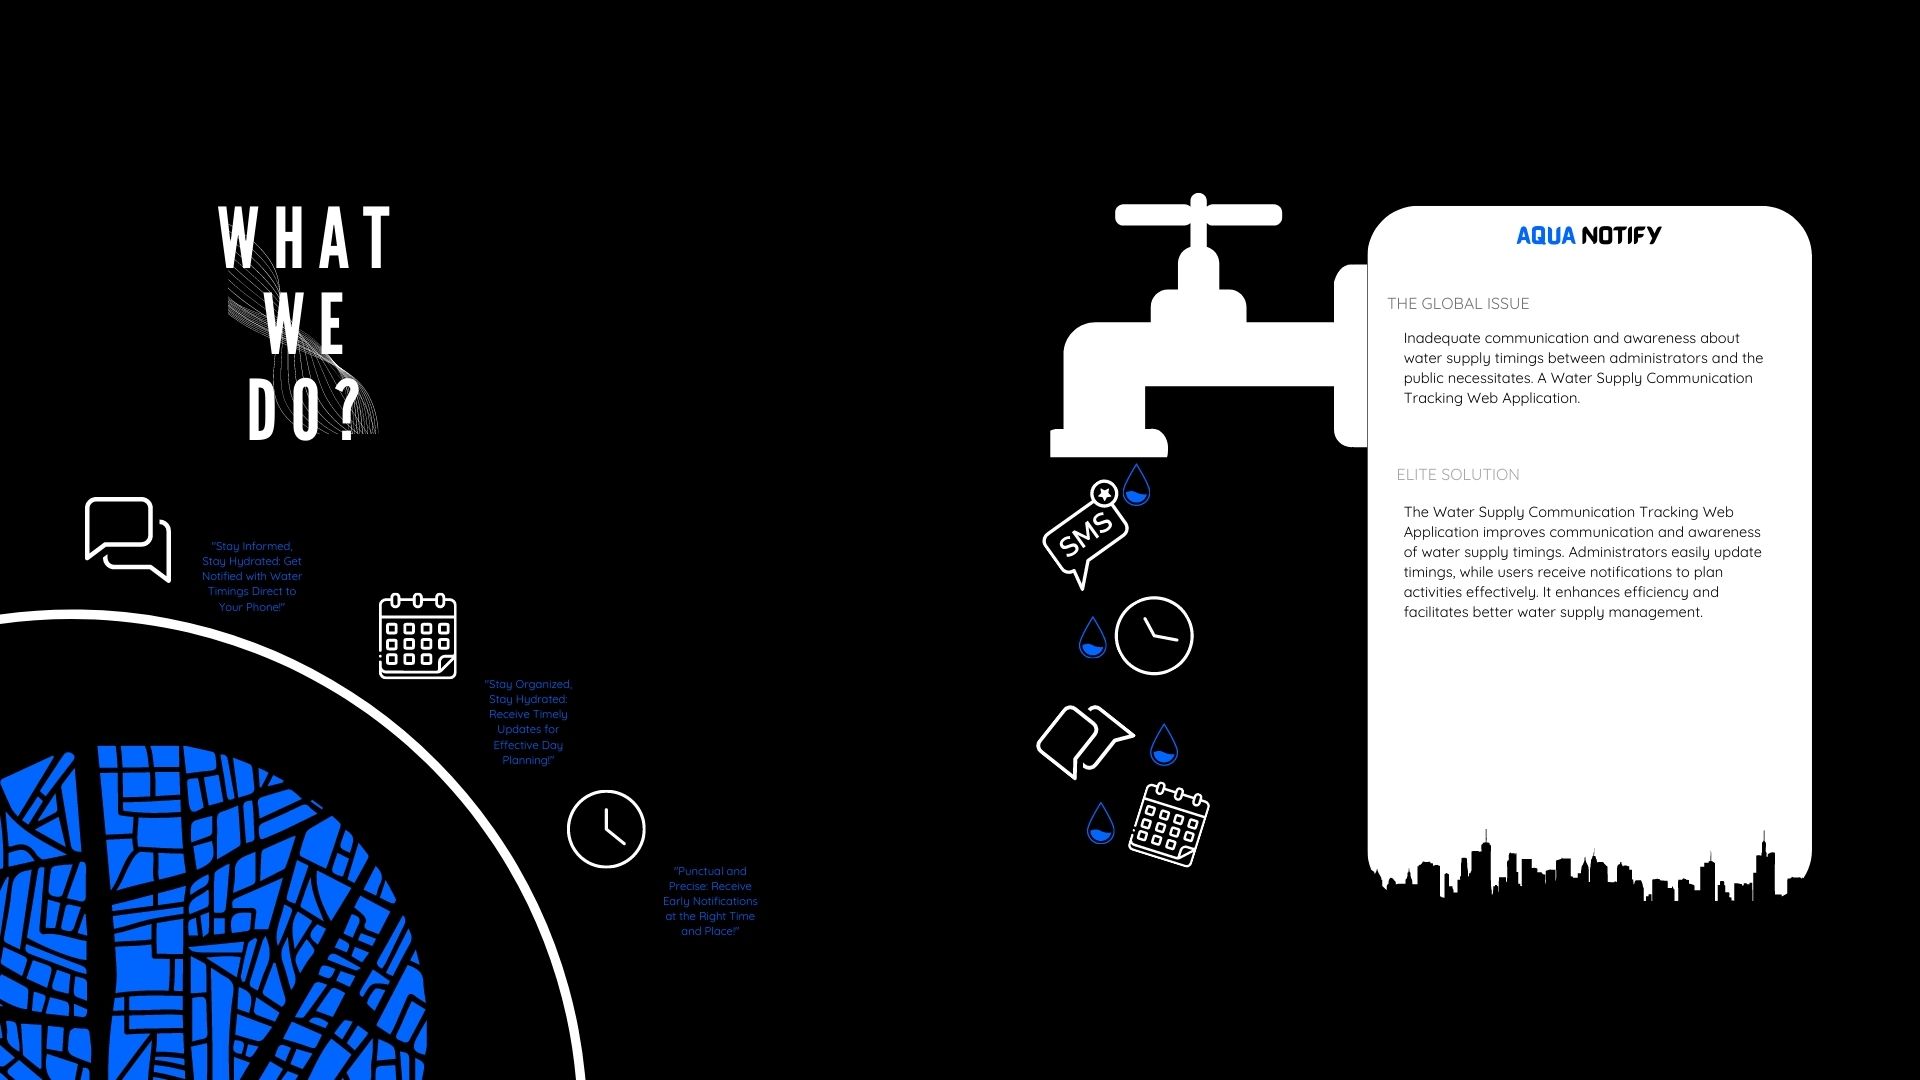 WHAT
WE
DO?
"Stay Informed,
Stay Hydrated: Get
Notified with Water
Timings Direct to
Your Phone!"
"Stay Organized,
Stay Hydrated:
Receive Timely
Updates for
Effective Day
Planning!"
"Punctual and
Precise: Receive
Early Notifications
at the Right Time
and Place!"
SMS
AQUA NOTIFY
THE GLOBAL ISSUE
Inadequate communication and awareness about
water supply timings between administrators and the
public necessitates. A Water Supply Communication
Tracking Web Application.
ELITE SOLUTION
The Water Supply Communication Tracking Web
Application improves communication and awareness
of water supply timings. Administrators easily update
timings, while users receive notifications to plan
activities effectively. It enhances efficiency and
facilitates better water supply management.